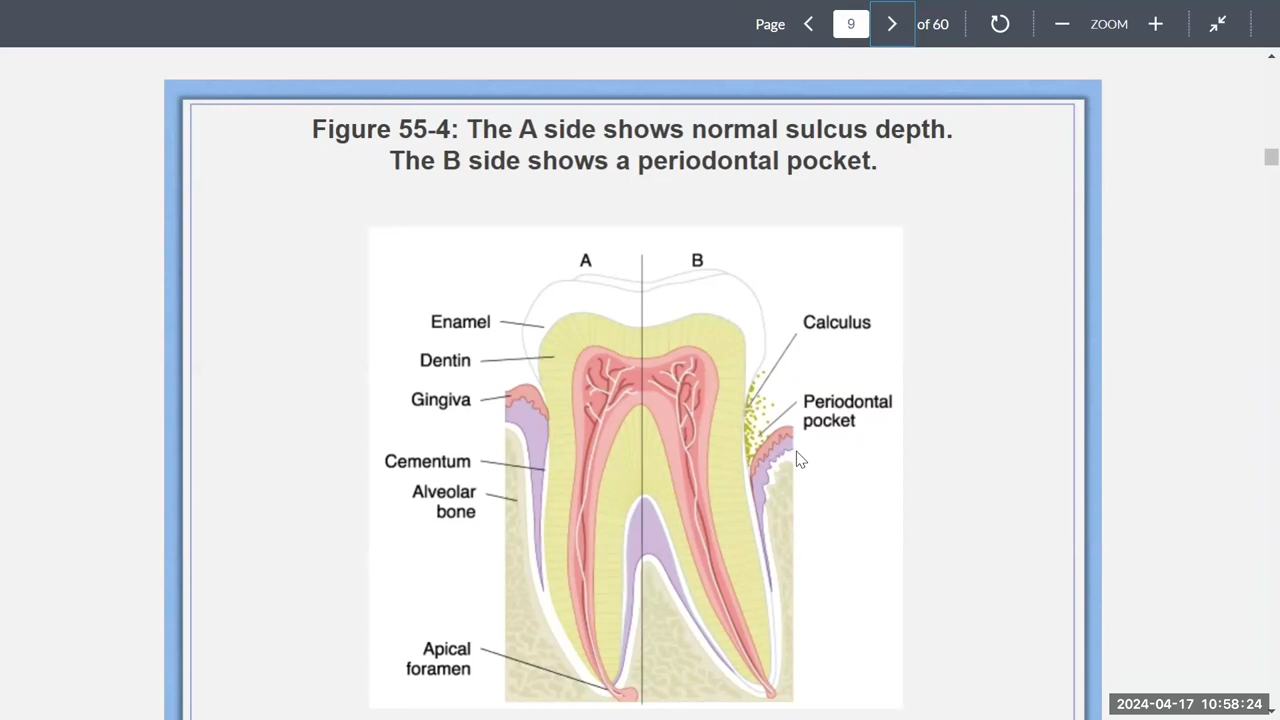 Page 9 of 60 ZOOM
Figure 55-4: The A side shows normal sulcus depth.
The B side shows a periodontal pocket.
A B
Enamel
Dentin
Gingiva
Cementum
Alveolar
bone
Apical
foramen
Calculus
Periodontal
pocket
2024-04-17 10:58:24